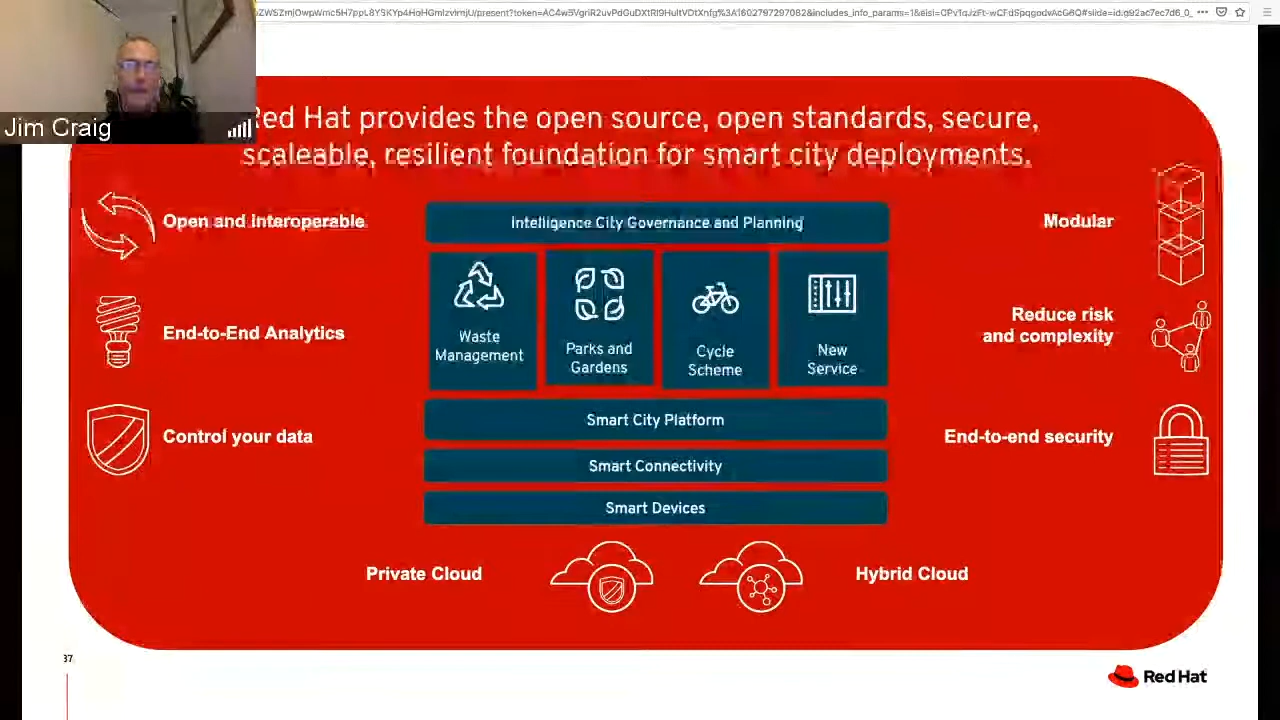 Jim Craig
Red Hat provides the open source, open standards, secure,
scaleable, resilient foundation for smart city deployments.
Open and Interoperable
End-to-End Analytics
Control your data
Intelligence City Governance and Planning
Waste
Management
Parks and
Gardens
Cycle
Scheme
New
Service
Smart City Platform
Smart Connectivity
Smart Devices
Modular
Reduce risk
and complexity
End-to-end security
Private Cloud
Hybrid Cloud
37
Red Hat